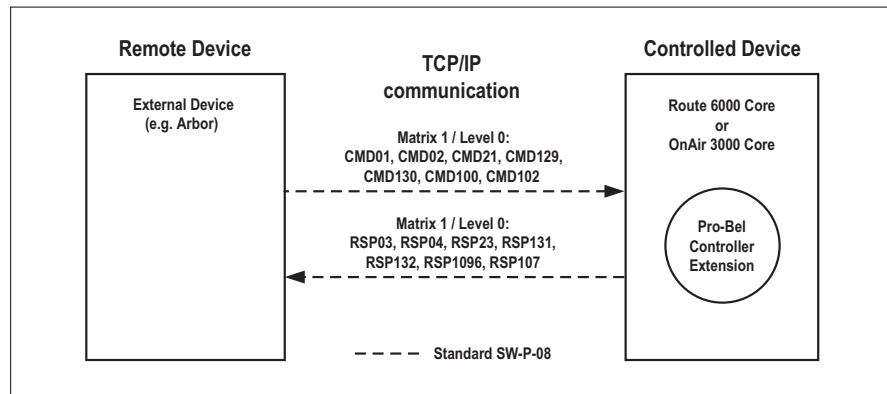 Remote Device
TCP/IP
communication
Controlled Device
External Device
(e.g. Arbor)
Matrix 1 / Level 0:
CMD01, CMD02, CMD21, CMD129,
CMD130, CMD100, CMD102
Matrix 1 / Level 0:
RSP03, RSP04, RSP23, RSP131,
RSP132, RSP1096, RSP107
Route 6000 Core
or
OnAir 3000 Core
Pro-Bel
Controller
Extension
Standard SW-P-08